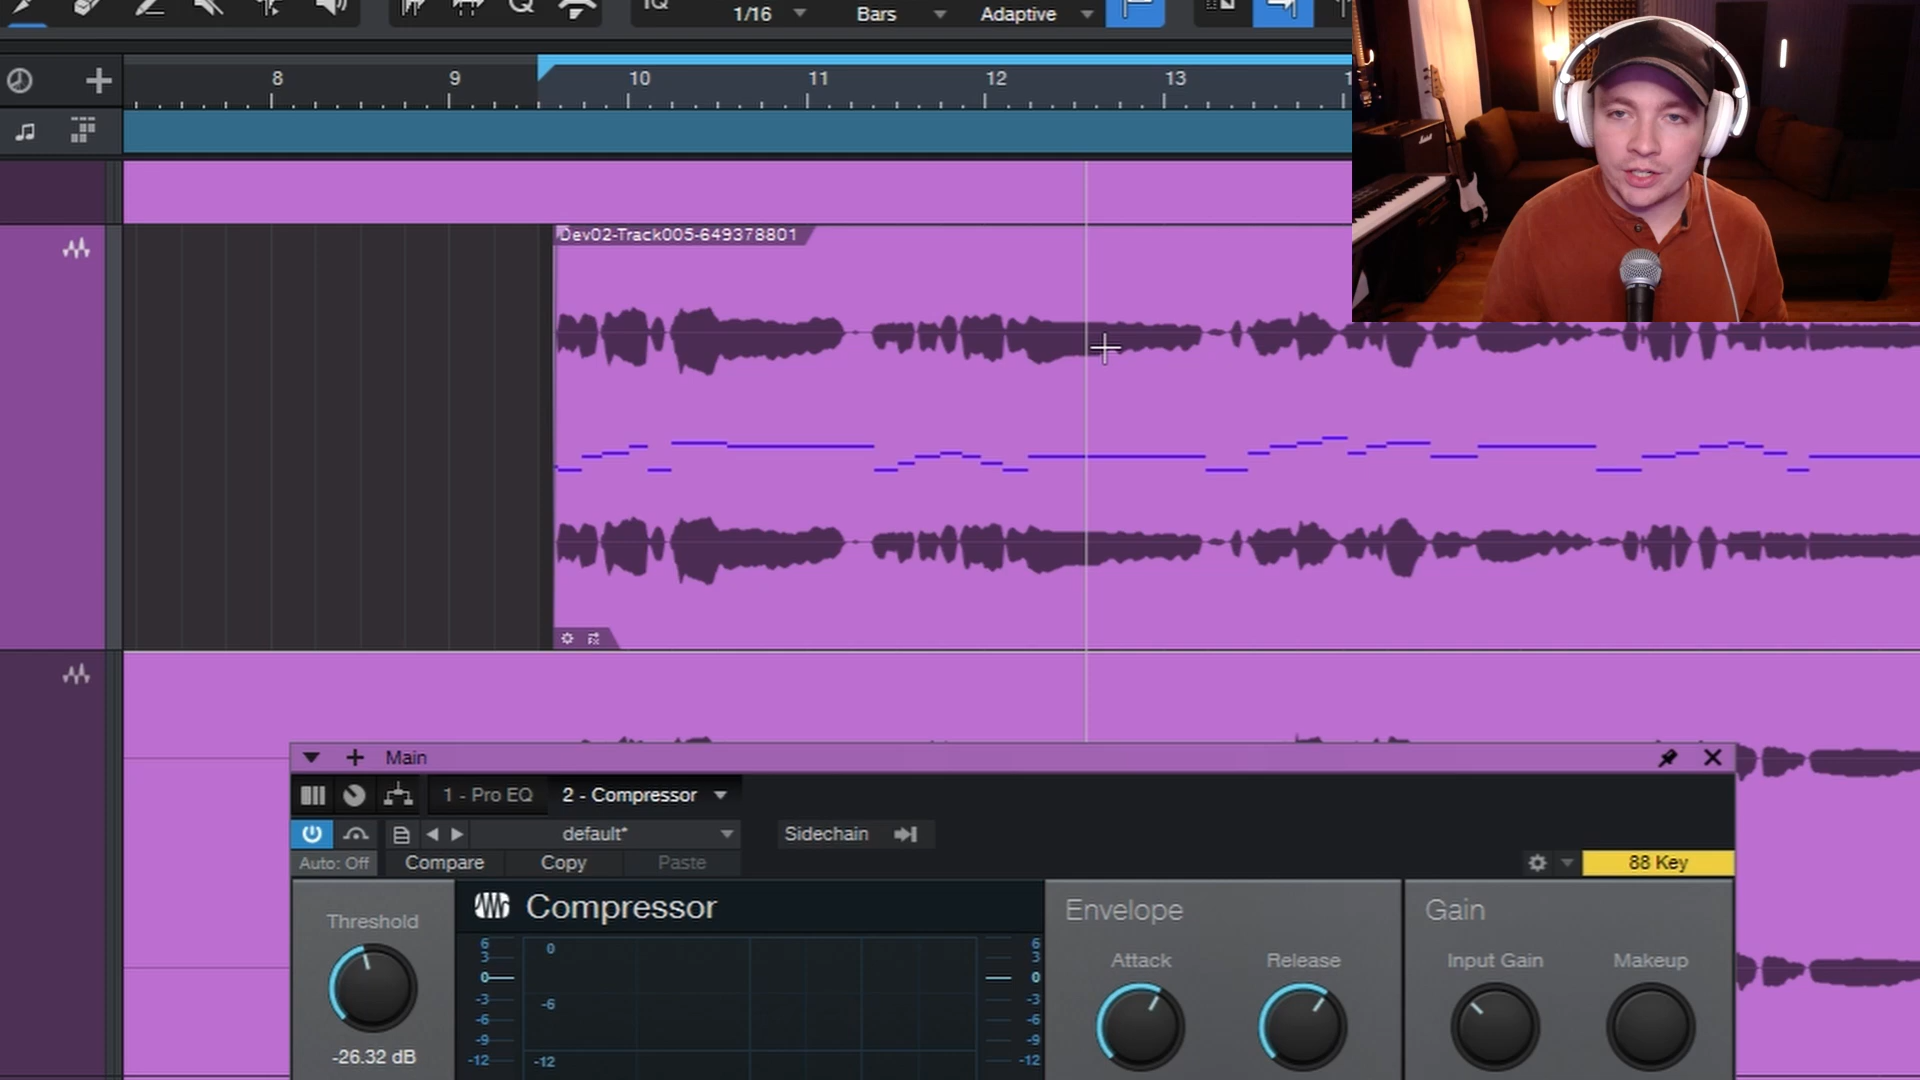 IQ
1/16
Bars
Adaptive
8
9
10
11
12
13
Dev02-Track005-649378801
Main
1 - Pro EQ
2 - Compressor
default*
Sidechain
Auto: Off
Compare
Copy
Paste
88 Key
Threshold
-26.32 dB
Compressor
6
3
0
-3
-6
-9
-12
0
-6
-12
6
3
0
-3
-6
-9
-12
Envelope
Attack
Release
Gain
Input Gain
Makeup